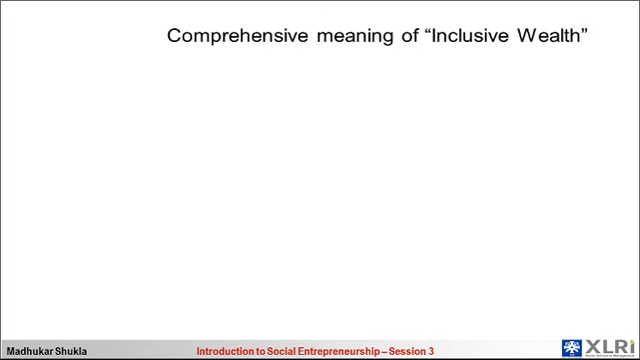 Comprehensive meaning of “Inclusive Wealth”
Madhukar Shukla
Introduction to Social Entrepreneurship – Session 3
XLRI